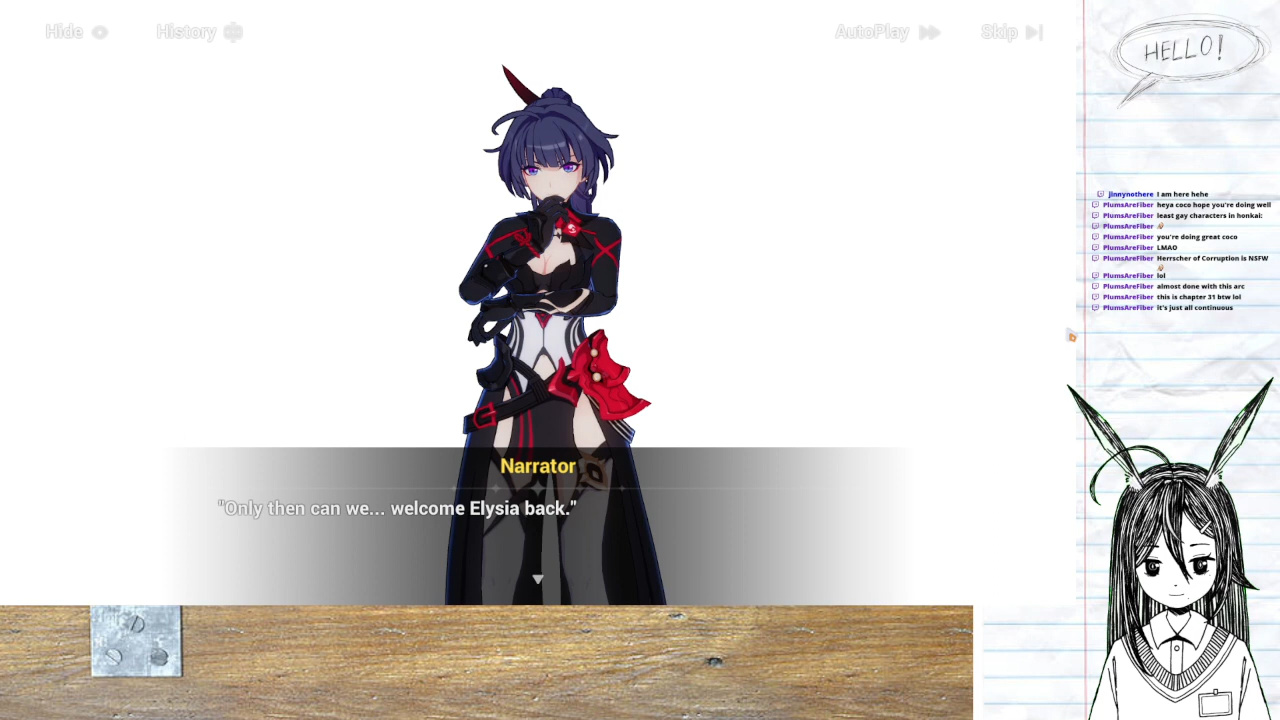 Hide
History
AutoPlay
Skip
HELLO!
jinnynothere I am here hehe
PlumsAreFiber heya coco hope you're doing well
PlumsAreFiber least gay characters in honkai:
PlumsAreFiber
PlumsAreFiber you're doing great coco
PlumsAreFiber LMAO
PlumsAreFiber Herrscher of Corruption is NSFW
PlumsAreFiber lol
PlumsAreFiber almost done with this arc
PlumsAreFiber this is chapter 31 btw lol
PlumsAreFiber it's just all continuous
Narrator
"Only then can we... welcome Elysia back."